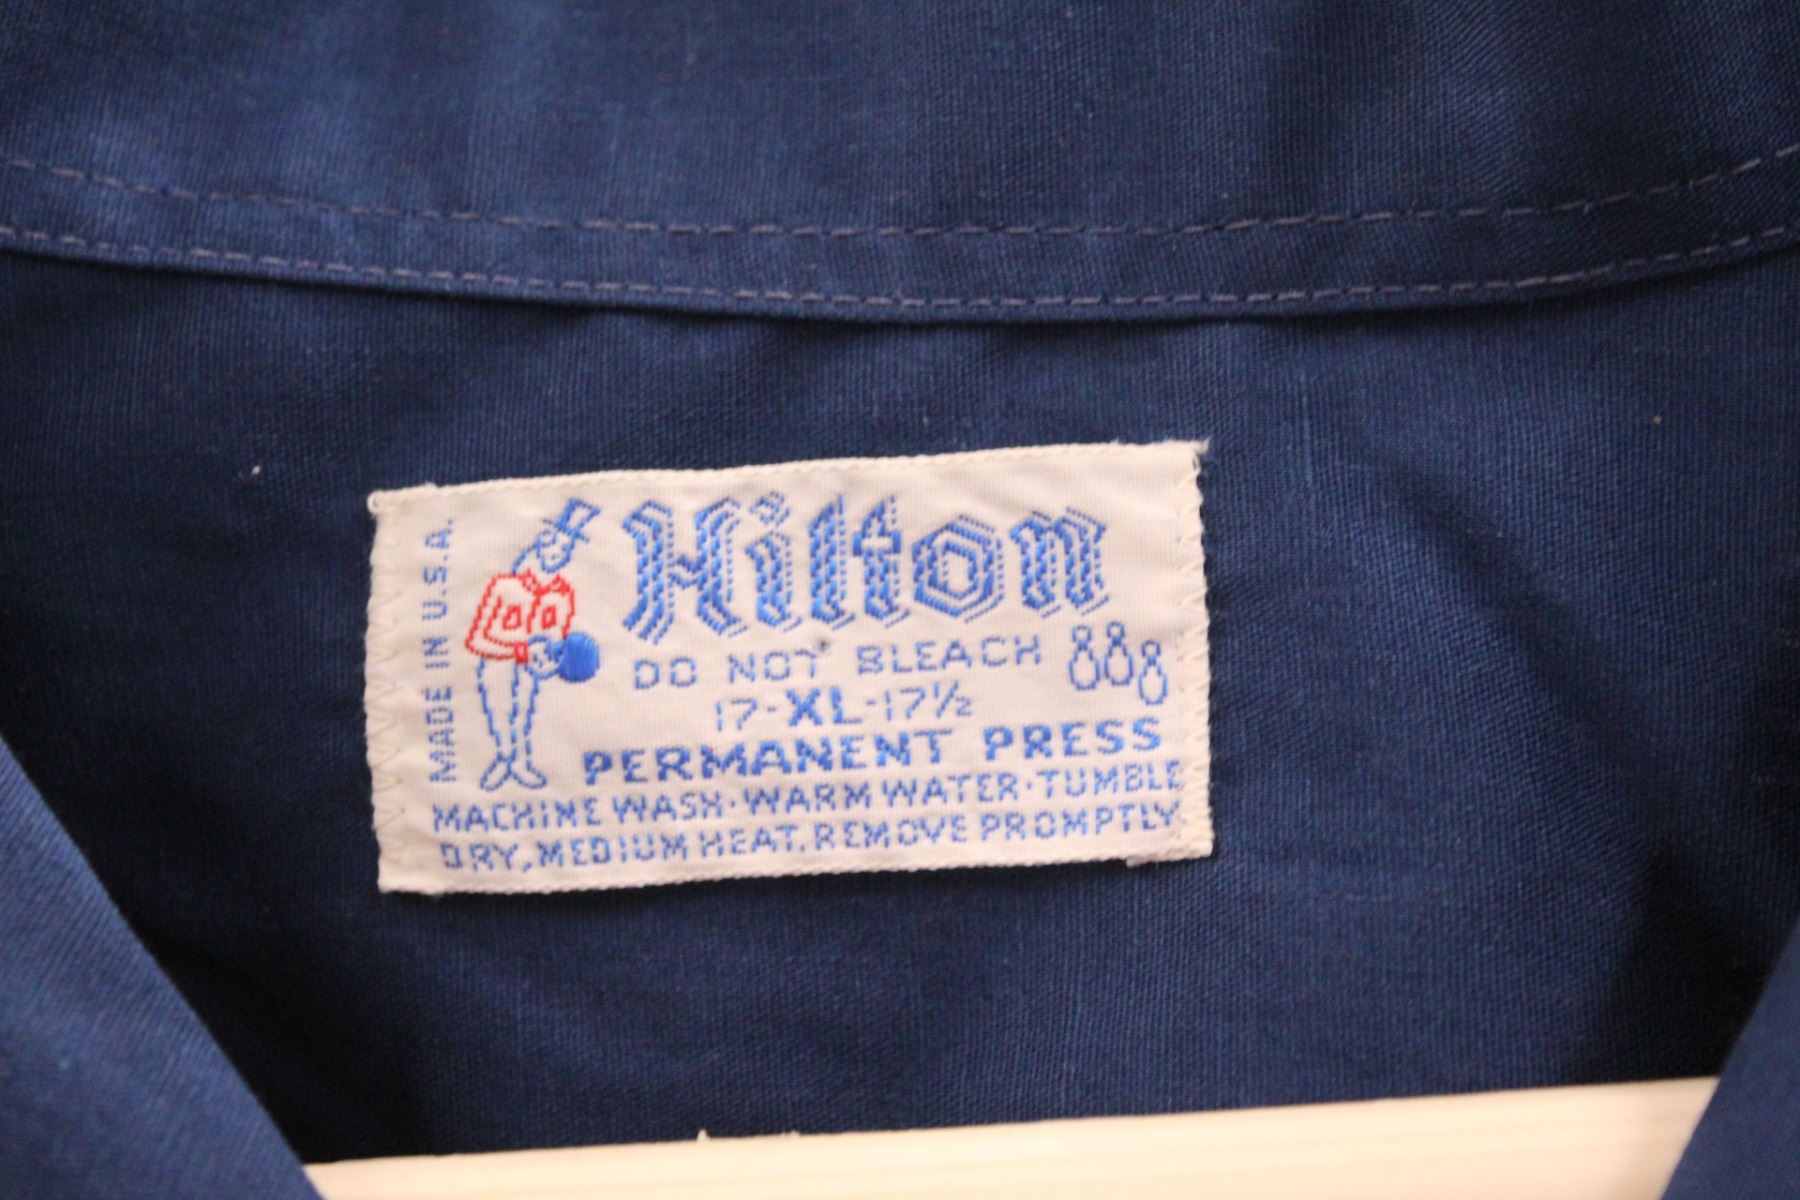 MADE IN U.S.A.
Hilton
DO NOT BLEACH
17-XL-17½
PERMANENT PRESS
MACHINE WASH·WARM WATER·TUMBLE
DRY, MEDIUM HEAT. REMOVE PROMPTLY.